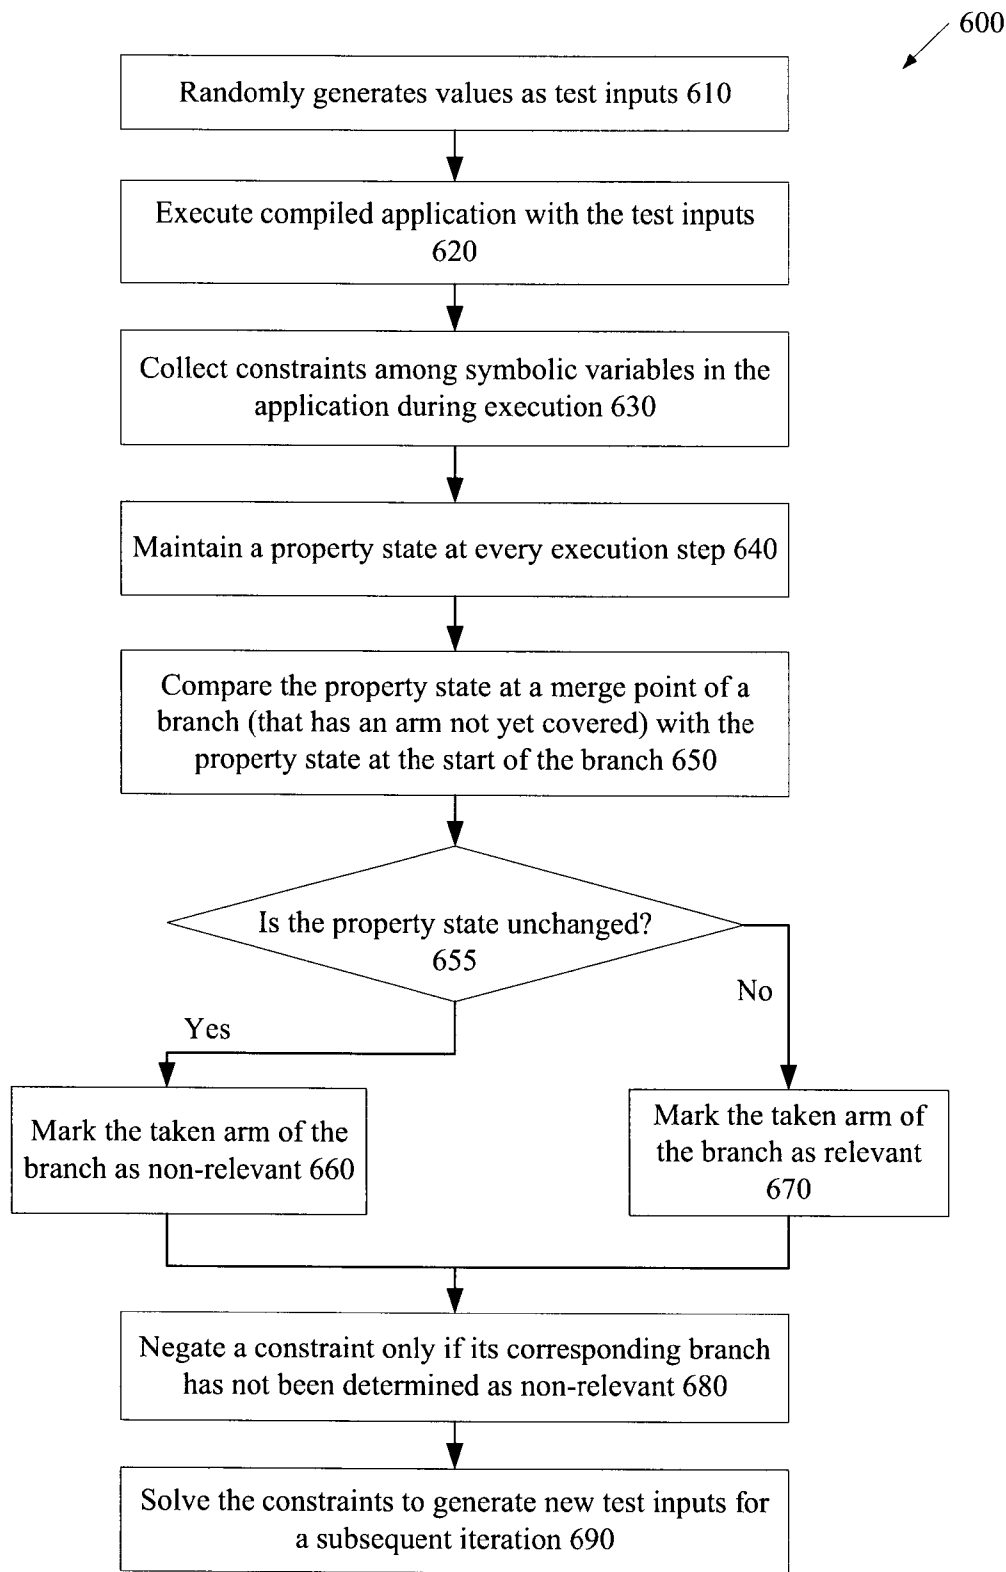 600
Randomly generates values as test inputs 610
Execute compiled application with the test inputs
620
Collect constraints among symbolic variables in the
application during execution 630
Maintain a property state at every execution step 640
Compare the property state at a merge point of a
branch (that has an arm not yet covered) with the
property state at the start of the branch 650
Is the property state unchanged?
655
No
Yes
Mark the taken arm of the
branch as non-relevant 660
Mark the taken arm of
the branch as relevant
670
Negate a constraint only if its corresponding branch
has not been determined as non-relevant 680
Solve the constraints to generate new test inputs for
a subsequent iteration 690